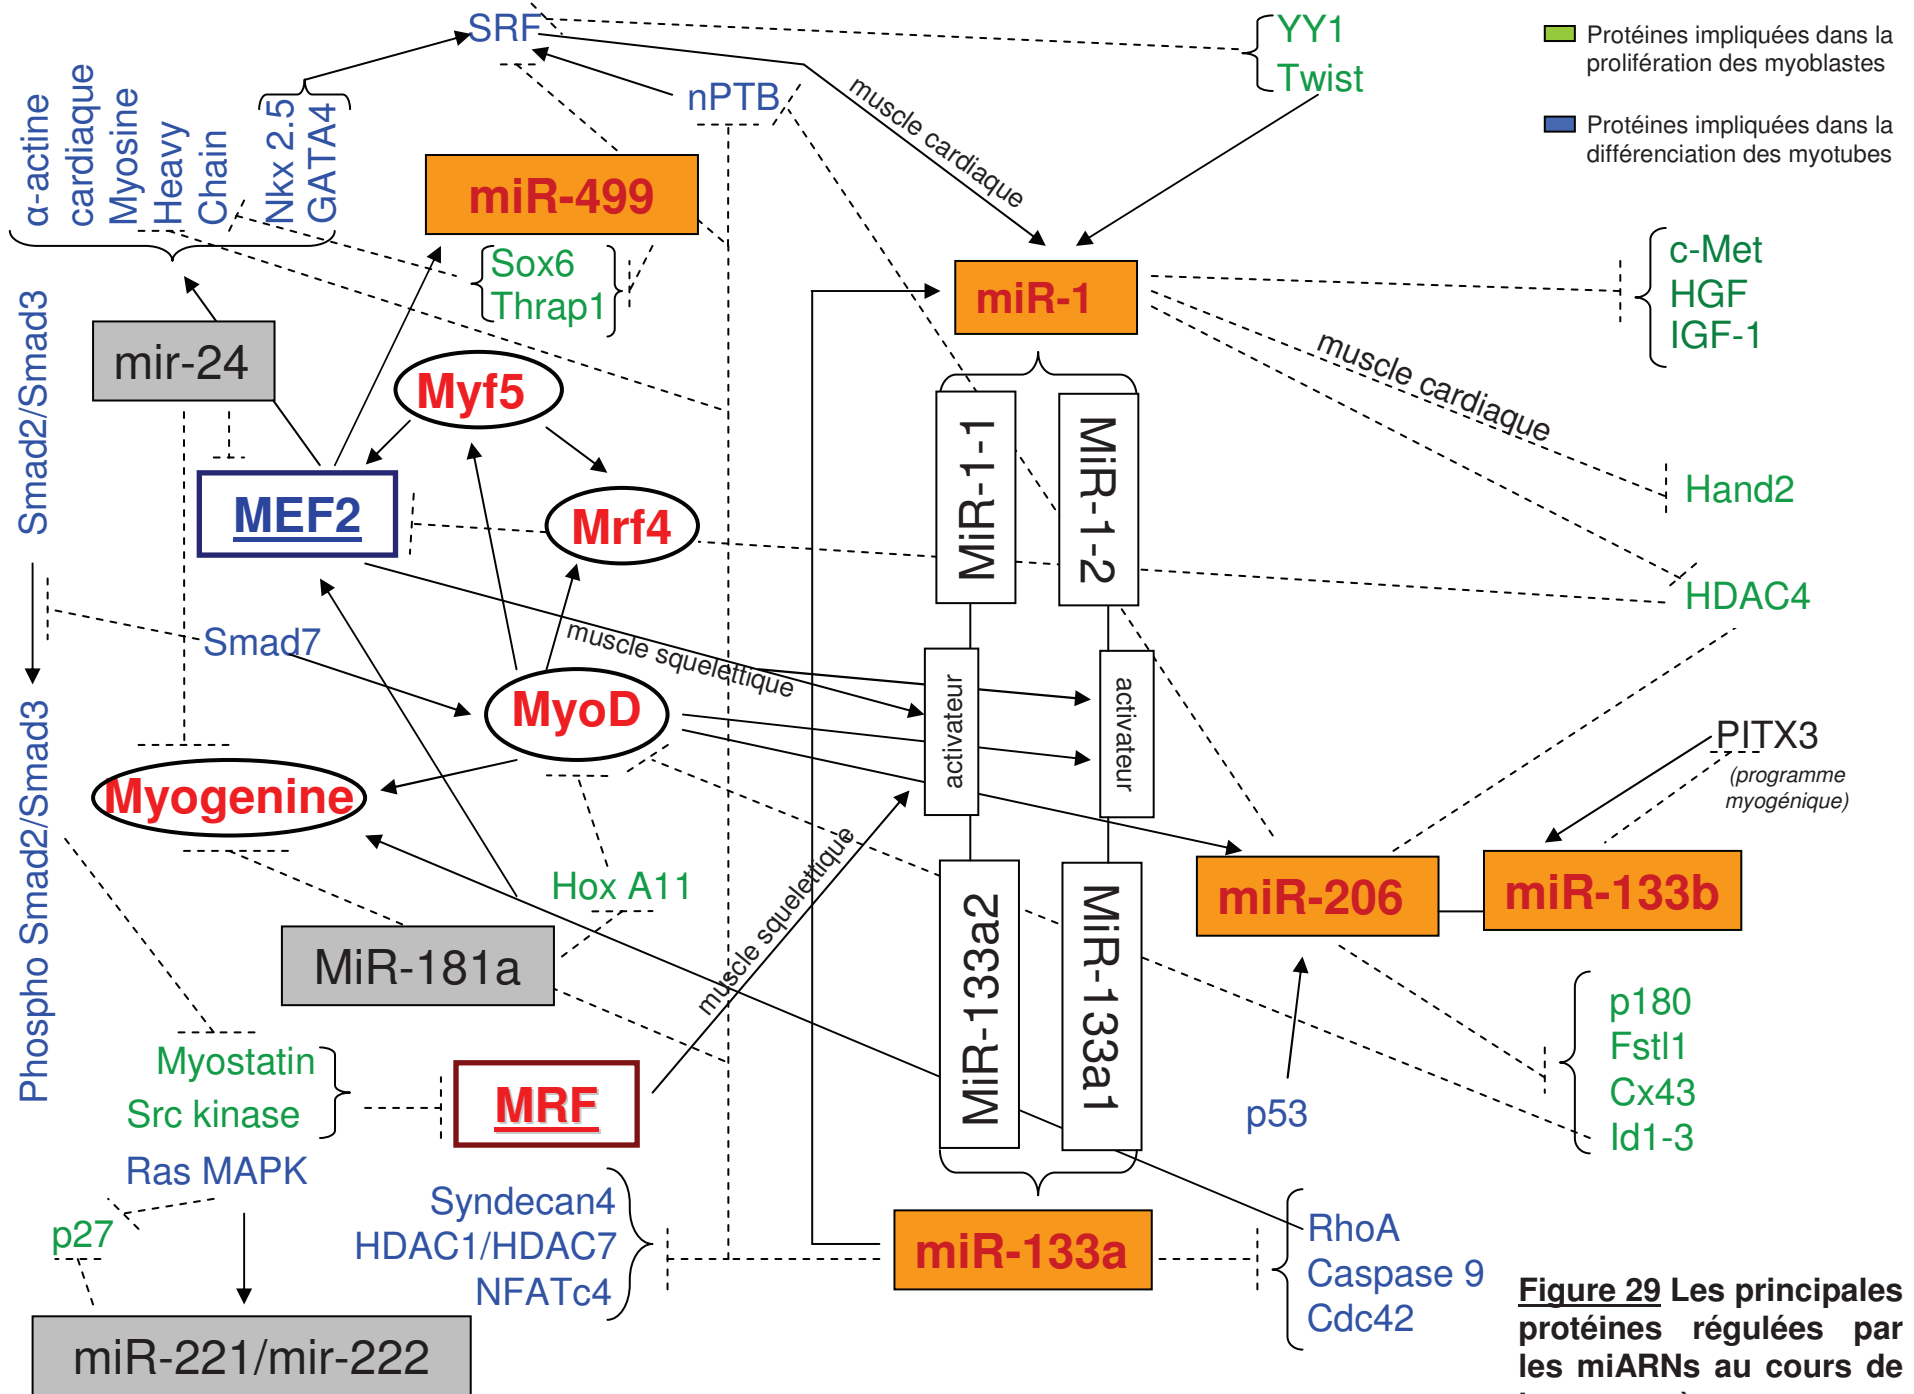 SRF
YY1
Twist
Protéines impliquées dans la
prolifération des myoblastes
Protéines impliquées dans la
différenciation des myotubes
nPTB
α-actine
cardiaque
Myosine
Heavy
Chain
Nkx 2.5
GATA4
muscle cardiaque
miR-499
Sox6
Thrap1
miR-1
c-Met
HGF
IGF-1
muscle cardiaque
mir-24
Smad2/Smad3
Myf5
MEF2
Mrf4
MiR-1-1
MiR-1-2
Hand2
HDAC4
Smad7
muscle squelettique
MyoD
activateur
activateur
PITX3
(programme
myogénique)
Myogenine
Phospho Smad2/Smad3
Hox A11
muscle squelettique
miR-206
miR-133b
MiR-181a
MiR-133a2
MiR-133a1
p180
Fstl1
Cx43
Id1-3
Myostatin
Src kinase
MRF
p53
Ras MAPK
p27
Syndecan4
HDAC1/HDAC7
NFATc4
miR-133a
RhoA
Caspase 9
Cdc42
miR-221/mir-222
Figure 29 Les principales
protéines régulées par
les miARNs au cours de